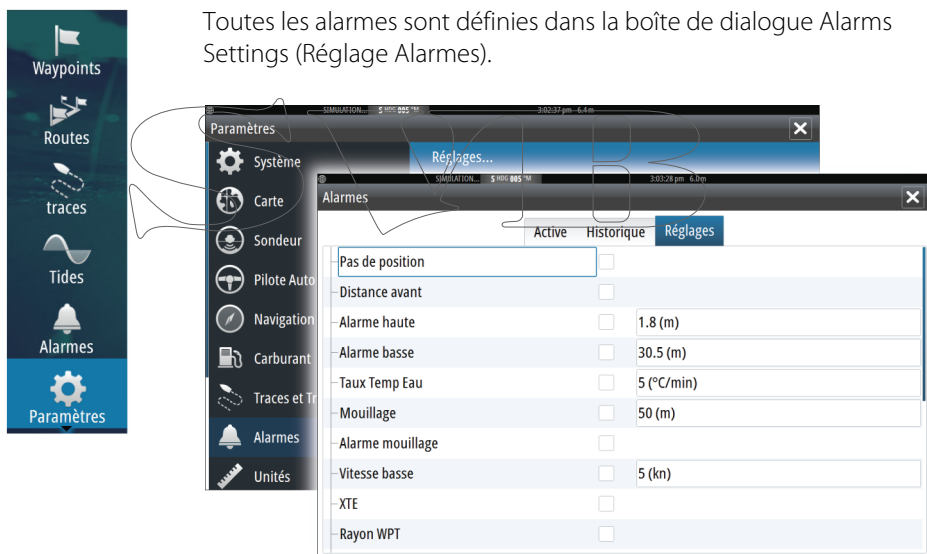 Toutes les alarmes sont définies dans la boîte de dialogue Alarms
Settings (Réglage Alarmes).
Waypoints
Routes
traces
Tides
Alarmes
Paramètres
SIMULATION... S HDG 005 °M 3:02:37 pm 6.4 m
Paramètres
Système
Carte
Sondeur
Pilote Auto
Navigation
Carburant
Traces et Tr
Alarmes
Unités
Réglages...
SIMULATION... S HDG 005 °M 3:03:28 pm 6.0m
Alarmes
Active Historique Réglages
Pas de position
Distance avant
Alarme haute 1.8 (m)
Alarme basse 30.5 (m)
Taux Temp Eau 5 (°C/min)
Mouillage 50 (m)
Alarme mouillage
Vitesse basse 5 (kn)
XTE
Rayon WPT